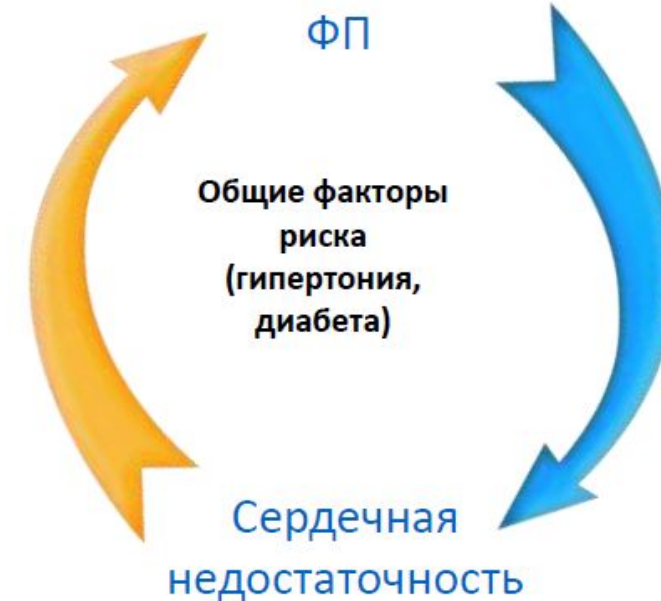 ФП
Общие факторы
риска
(гипертония,
диабета)
Сердечная
недостаточность